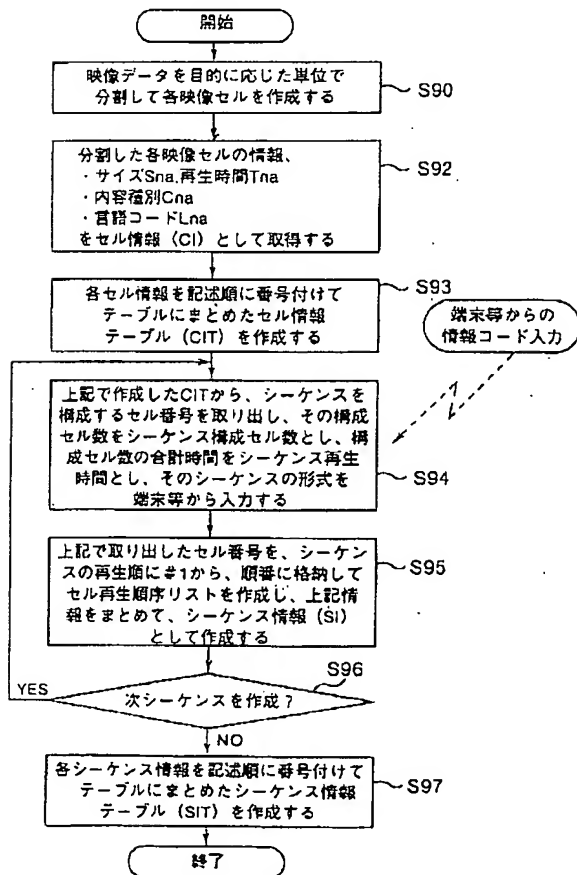 開始
映像データを目的に応じた単位で
分割して各映像セルを作成する
S90
分割した各映像セルの情報、
・サイズSna,再生時間Tna
・内容種別Cna
・言語コードLna
をセル情報(CI)として取得する
S92
各セル情報を記述順に番号付けて
テーブルにまとめたセル情報
テーブル(CIT)を作成する
S93
端末等からの
情報コード入力
上記で作成したCITから、シーケンスを
構成するセル番号を取り出し、その構成
セル数をシーケンス構成セル数とし、構
成セル数の合計時間をシーケンス再生
時間とし、そのシーケンスの形式を
端末等から入力する
S94
上記で取り出したセル番号を、シーケン
スの再生順に#1から、順番に格納して
セル再生順序リストを作成し、上記情
報をまとめて、シーケンス情報(SI)
として作成する
S95
S96
YES
次シーケンスを作成?
NO
各シーケンス情報を記述順に番号付けて
テーブルにまとめたシーケンス情報
テーブル(SIT)を作成する
S97
終了